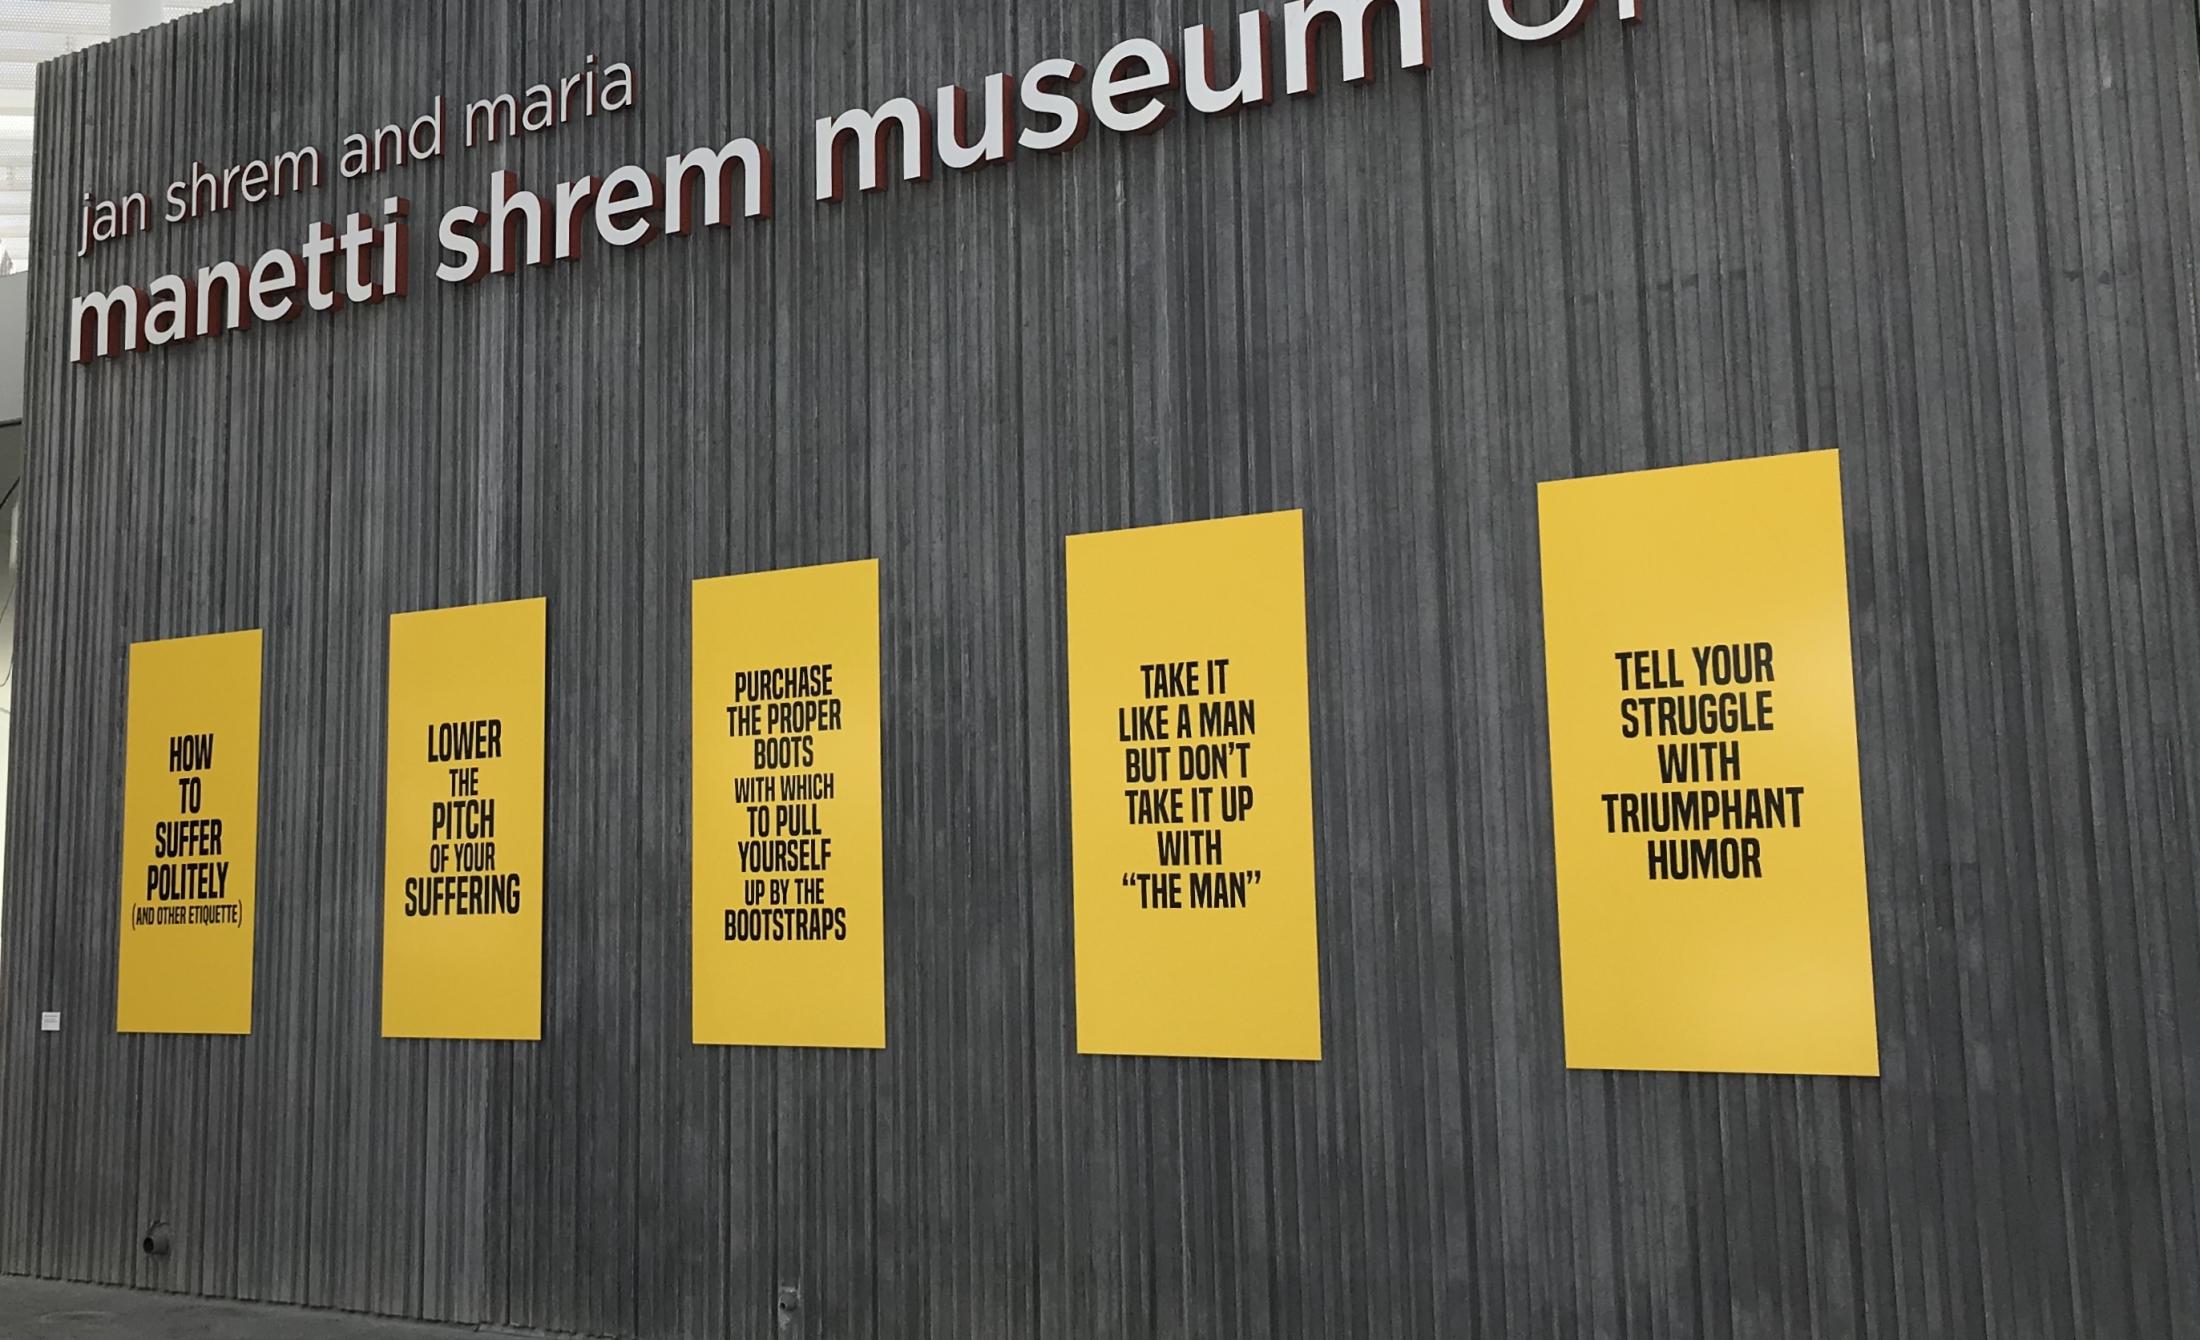 jan shrem and maria
manetti shrem museum of
HOW
TO
SUFFER
POLITELY
(AND OTHER ETIQUETTE)
LOWER
THE
PITCH
OF YOUR
SUFFERING
PURCHASE
THE PROPER
BOOTS
WITH WHICH
TO PULL
YOURSELF
UP BY THE
BOOTSTRAPS
TAKE IT
LIKE A MAN
BUT DON'T
TAKE IT UP
WITH
“THE MAN”
TELL YOUR
STRUGGLE
WITH
TRIUMPHANT
HUMOR